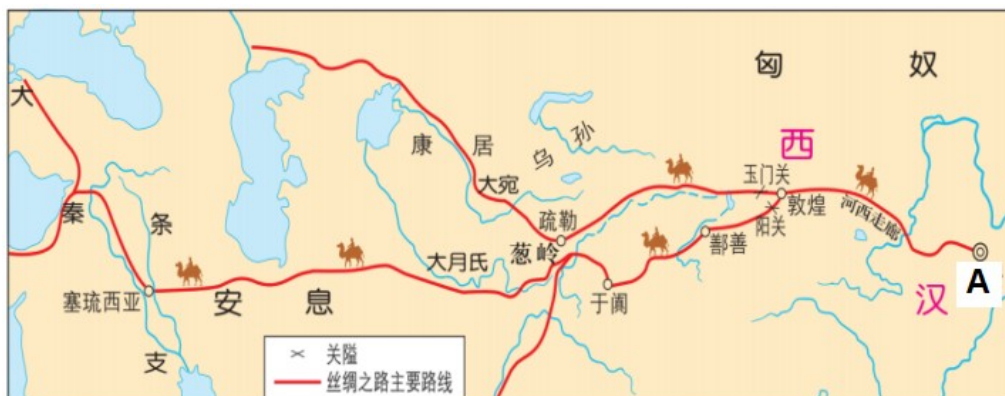 匈奴
大
康居
乌孙
西
玉门关
大宛
敦煌
河西走廊
秦
条
疏勒
阳关
鄯善
葱岭
大月氏
A
塞琉西亚
安息
于阗
汉
支
关隘
丝绸之路主要路线